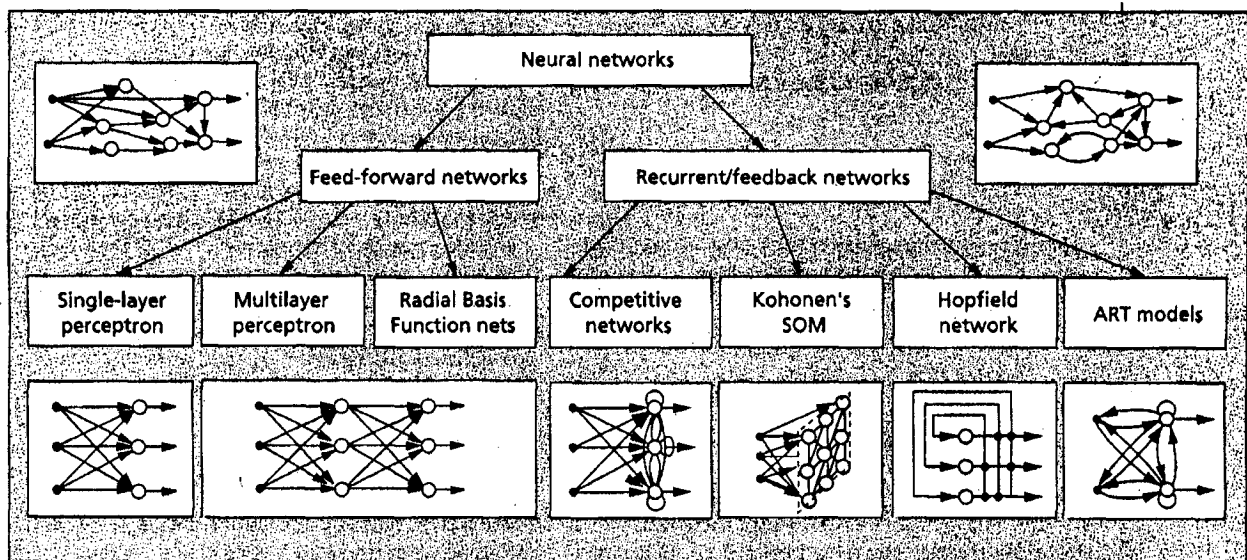 Neural networks
Feed-forward networks
Recurrent/feedback networks
Single-layer
perceptron
Multilayer
perceptron
Radial Basis
Function nets
Competitive
networks
Kohonen's
SOM
Hopfield
network
ART models